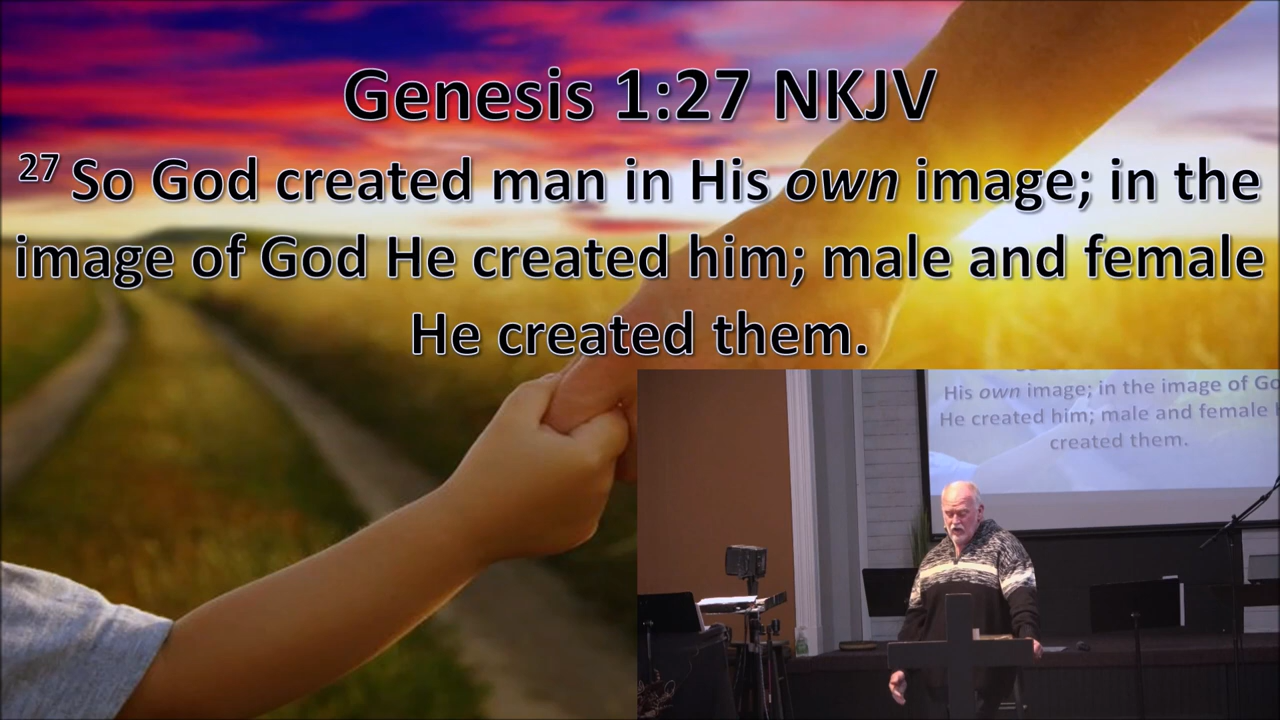 Genesis 1:27 NKJV
27 So God created man in His own image; in the
image of God He created him; male and female
He created them.
His own image; in the image of
He created him; male and female
created them.